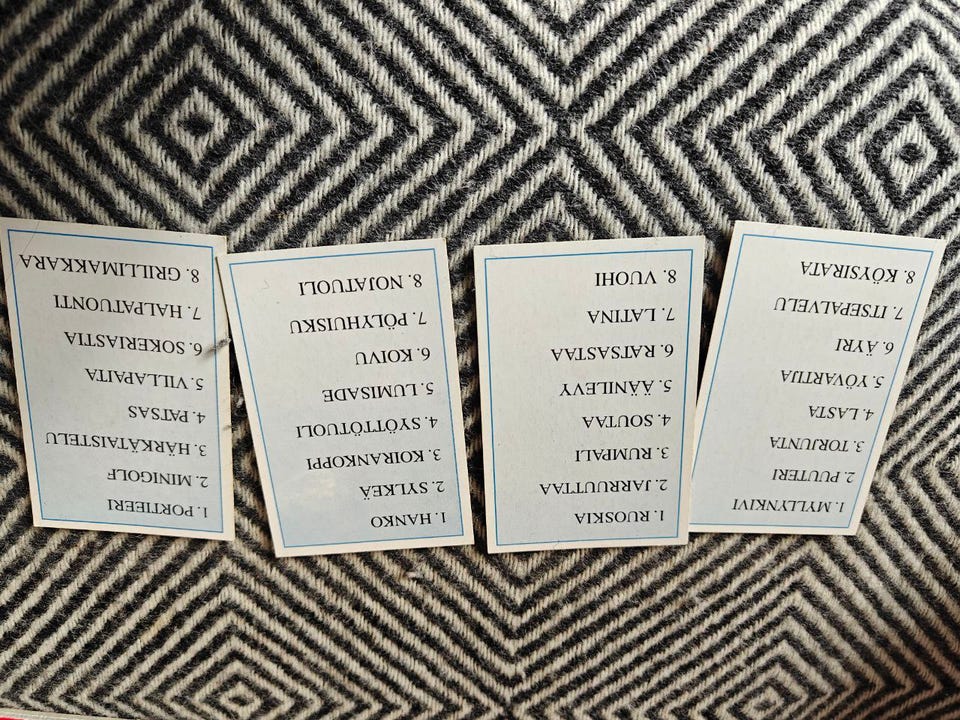 1. MYLLYNKIVI
2. PUUTERI
3. TORJUNTA
4. LASTA
5. YÖVARTIJA
6. ÄYRI
7. ITSEPALVELU
8. KÖYSIRATA
1. RUOSKIA
2. JARRUTTAA
3. RUMPALI
4. SOUTAA
5. ÄÄNILEVY
6. RATSASTAA
7. LATINA
8. VUOHI
1. HANKO
2. SYLKEÄ
3. KOIRANKOPPI
4. SYÖTTÖTUOLI
5. LUMISADE
6. KOIVU
7. PÖLYHUISKU
8. NOJATUOLI
1. PORTIEERI
2. MINIGOLF
3. HÄRKÄTAISTELU
4. PATSAS
5. VILLAPAITA
6. SOKERIASTIA
7. HALPATUONTI
8. GRILLIMAKKARA